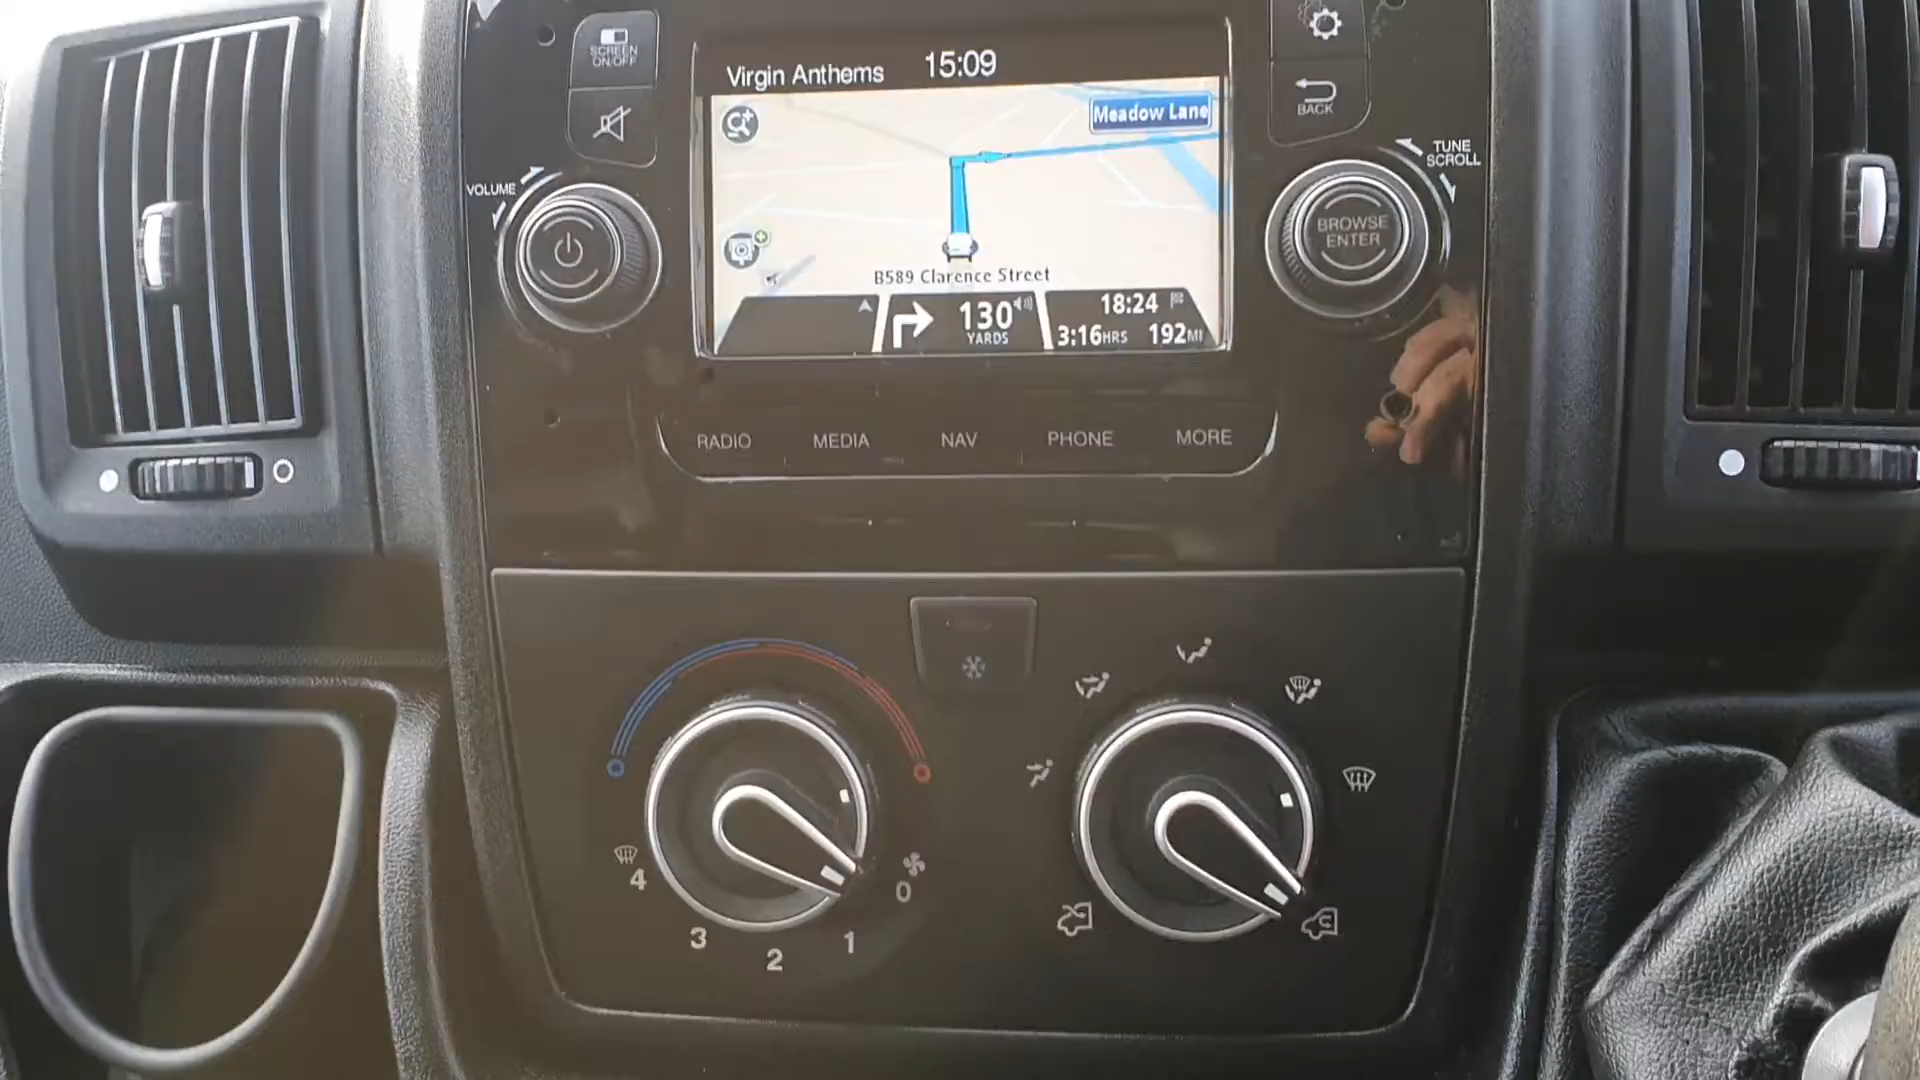 SCREEN
ON/OFF
Virgin Anthems 15:09
BACK
Meadow Lane
VOLUME
TUNE
SCROLL
BROWSE
ENTER
B589 Clarence Street
130
YARDS
18:24
3:16HRS 192MI
RADIO MEDIA NAV PHONE MORE
4
3
2
1
0